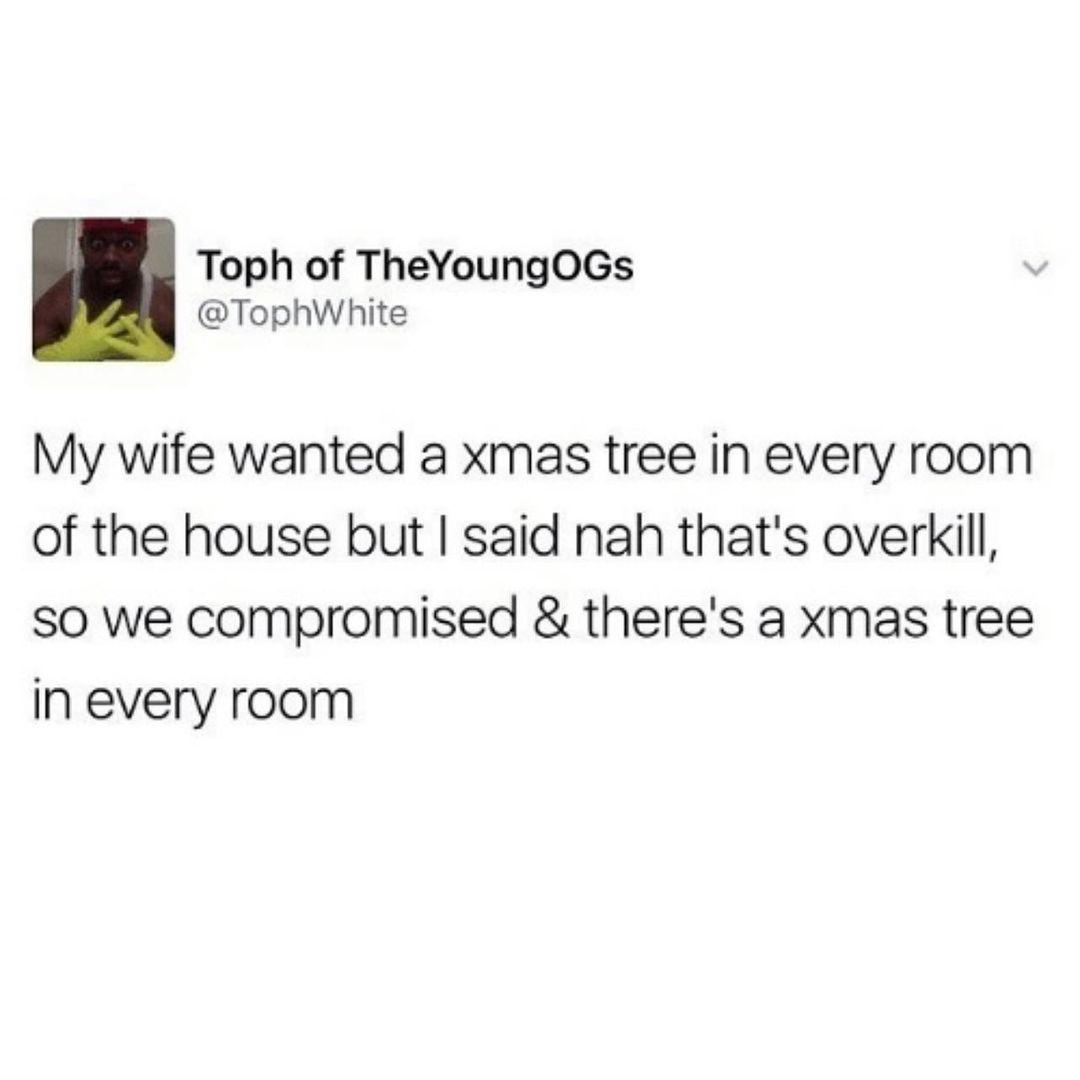 Toph of TheYoungOGs
@TophWhite
My wife wanted a xmas tree in every room
of the house but I said nah that's overkill,
so we compromised & there's a xmas tree
in every room